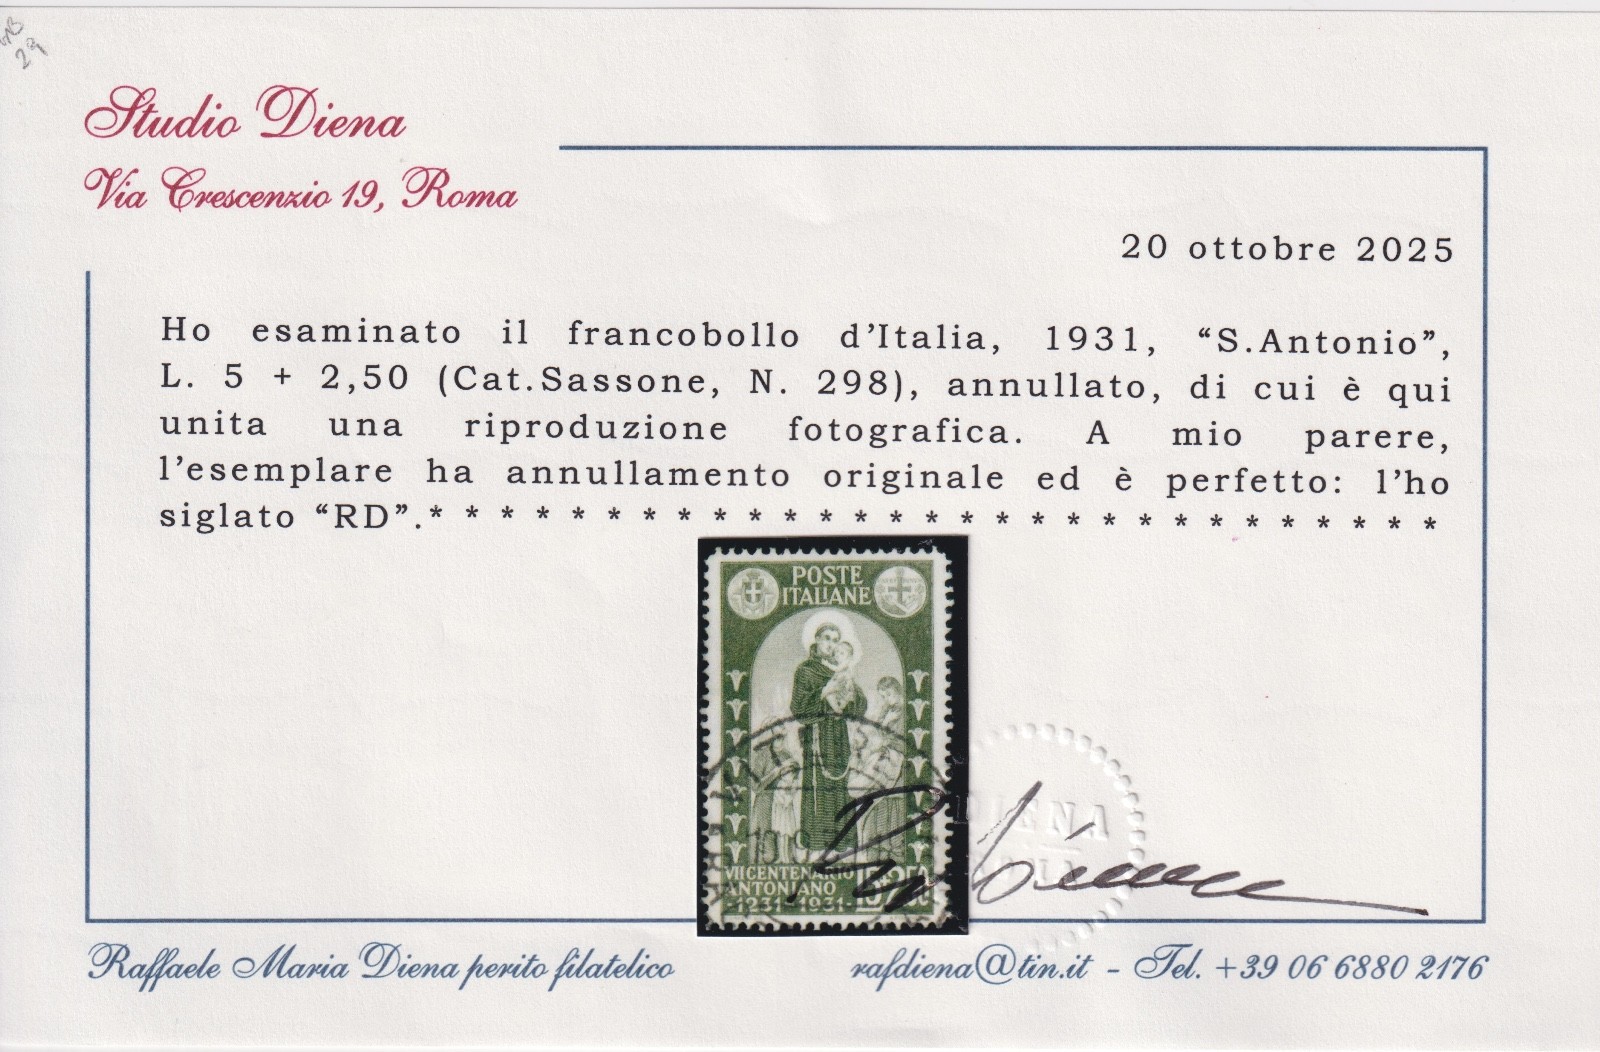 Studio Diena
Via Crescenzio 19, Roma
20 ottobre 2025
Ho esaminato il francobollo d'Italia, 1931, “S.Antonio”,
L. 5 + 2,50 (Cat.Sassone, N. 298), annullato, di cui è qui
unita una riproduzione fotografica. A mio parere,
l'esemplare ha annullamento originale ed è perfetto: l'ho
siglato “RD”.* * * * * * * * * * * * * * * * * * * * * * * * * * * * *
POSTE
ITALIANE
VII CENTENARIO
ANTONIANO
-1231-1931-
DIENA
Raffaele Maria Diena perito filatelico
rafdiena@tin.it - Tel. +39 06 6880 2176